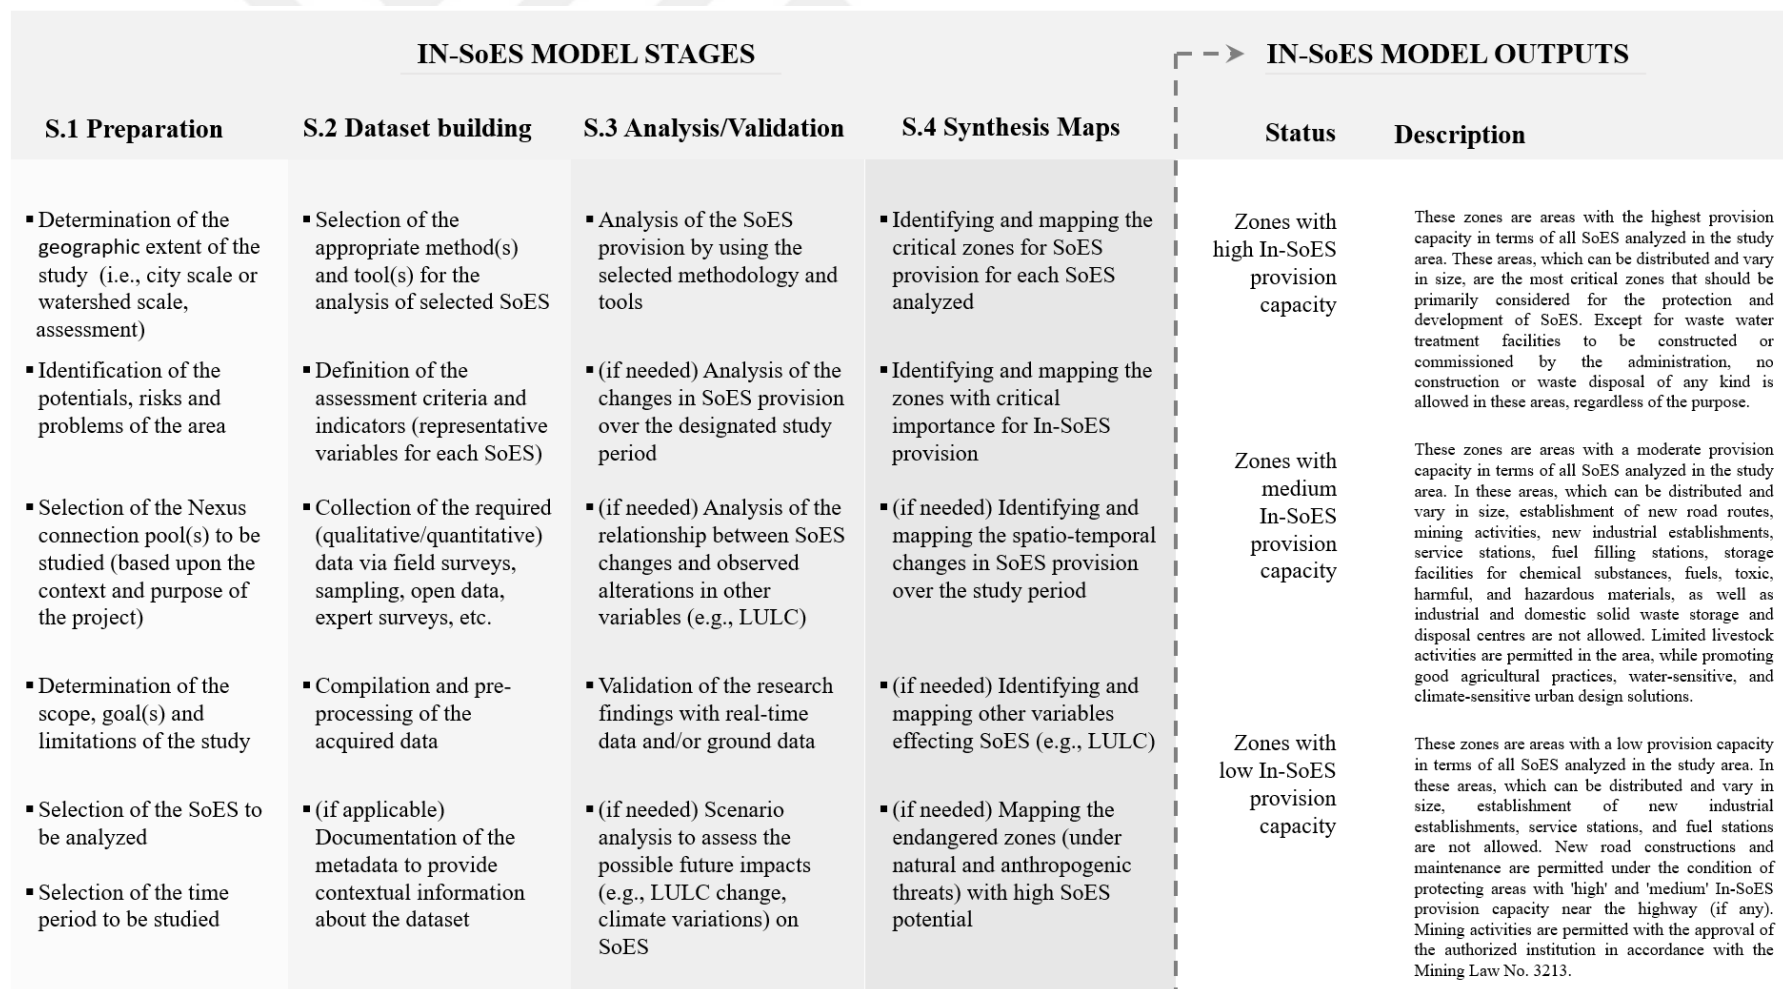 IN-SoES MODEL STAGES
S.1 Preparation
▪ Determination of the
geographic extent of the
study (i.e., city scale or
watershed scale,
assessment)
▪ Identification of the
potentials, risks and
problems of the area
▪ Selection of the Nexus
connection pool(s) to be
studied (based upon the
context and purpose of
the project)
▪ Determination of the
scope, goal(s) and
limitations of the study
▪ Selection of the SoES to
be analyzed
▪ Selection of the time
period to be studied
S.2 Dataset building
▪ Selection of the
appropriate method(s)
and tool(s) for the
analysis of selected SoES
▪ Definition of the
assessment criteria and
indicators (representative
variables for each SoES)
▪ Collection of the required
(qualitative/quantitative)
data via field surveys,
sampling, open data,
expert surveys, etc.
▪ Compilation and pre-
processing of the
acquired data
▪ (if applicable)
Documentation of the
metadata to provide
contextual information
about the dataset
S.3 Analysis/Validation
▪ Analysis of the SoES
provision by using the
selected methodology and
tools
▪ (if needed) Analysis of the
changes in SoES provision
over the designated study
period
▪ (if needed) Analysis of the
relationship between SoES
changes and observed
alterations in other
variables (e.g., LULC)
▪ Validation of the research
findings with real-time
data and/or ground data
▪ (if needed) Scenario
analysis to assess the
possible future impacts
(e.g., LULC change,
climate variations) on
SoES
S.4 Synthesis Maps
▪ Identifying and mapping the
critical zones for SoES
provision for each SoES
analyzed
▪ Identifying and mapping the
zones with critical
importance for In-SoES
provision
▪ (if needed) Identifying and
mapping the spatio-temporal
changes in SoES provision
over the study period
▪ (if needed) Identifying and
mapping other variables
effecting SoES (e.g., LULC)
▪ (if needed) Mapping the
endangered zones (under
natural and anthropogenic
threats) with high SoES
potential
IN-SoES MODEL OUTPUTS
Status
Description
Zones with
high In-SoES
provision
capacity
These zones are areas with the highest provision
capacity in terms of all SoES analyzed in the study
area. These areas, which can be distributed and vary
in size, are the most critical zones that should be
primarily considered for the protection and
development of SoES. Except for waste water
treatment facilities to be constructed or
commissioned by the administration, no
construction or waste disposal of any kind is
allowed in these areas, regardless of the purpose.
Zones with
medium
In-SoES
provision
capacity
These zones are areas with a moderate provision
capacity in terms of all SoES analyzed in the study
area. In these areas, which can be distributed and
vary in size, establishment of new road routes,
mining activities, new industrial establishments,
service stations, fuel filling stations, storage
facilities for chemical substances, fuels, toxic,
harmful, and hazardous materials, as well as
industrial and domestic solid waste storage and
disposal centres are not allowed. Limited livestock
activities are permitted in the area, while promoting
good agricultural practices, water-sensitive, and
climate-sensitive urban design solutions.
Zones with
low In-SoES
provision
capacity
These zones are areas with a low provision capacity
in terms of all SoES analyzed in the study area. In
these areas, which can be distributed and vary in
size, establishment of new industrial
establishments, service stations, and fuel stations
are not allowed. New road constructions and
maintenance are permitted under the condition of
protecting areas with 'high' and 'medium' In-SoES
provision capacity near the highway (if any).
Mining activities are permitted with the approval of
the authorized institution in accordance with the
Mining Law No. 3213.